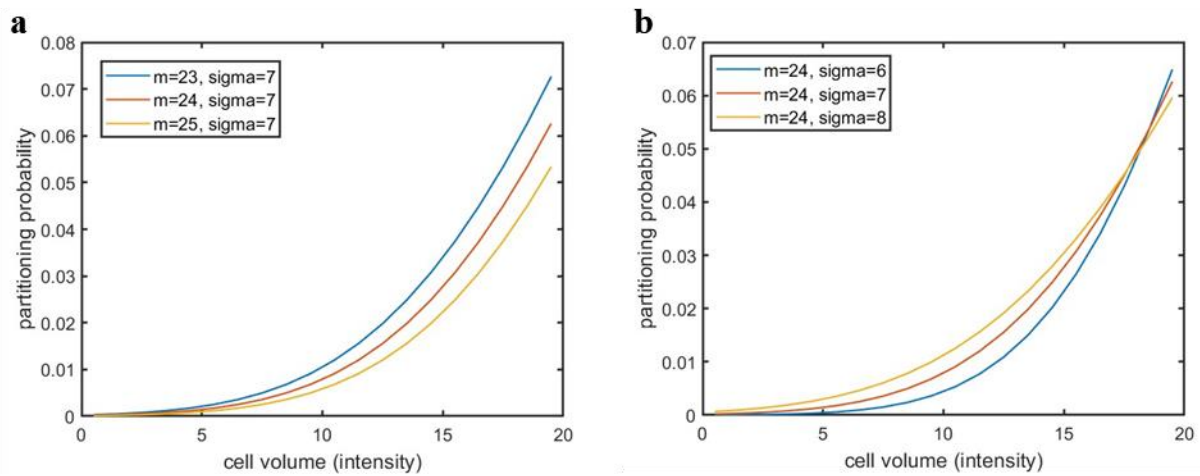 a
0.08
0.07
0.06
0.05
0.04
0.03
0.02
0.01
0
partitioning probability
m=23, sigma=7
m=24, sigma=7
m=25, sigma=7
0 5 10 15 20
cell volume (intensity)
b
0.07
0.06
0.05
0.04
0.03
0.02
0.01
0
partitioning probability
m=24, sigma=6
m=24, sigma=7
m=24, sigma=8
0 5 10 15 20
cell volume (intensity)